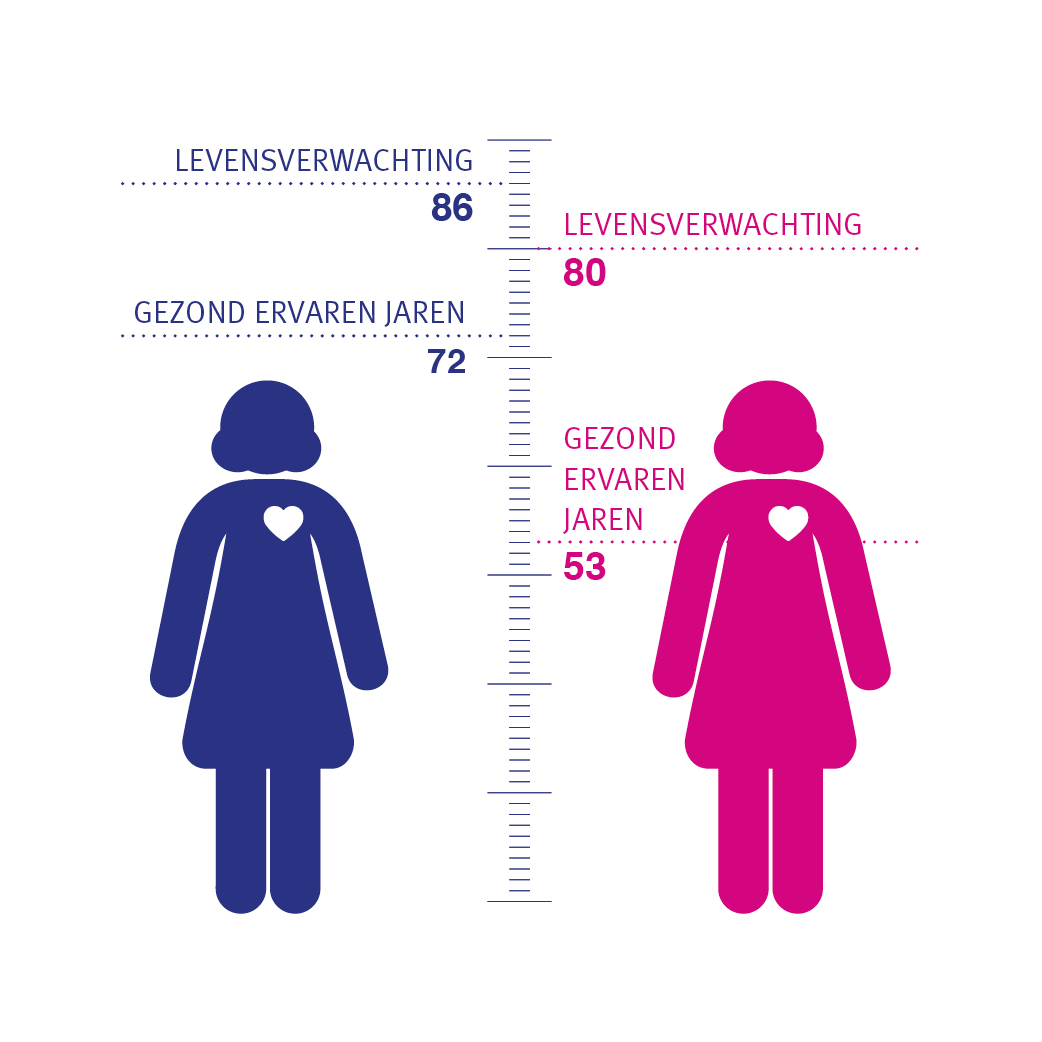 LEVENSVERWACHTING
86
GEZOND ERVAREN JAREN
72
LEVENSVERWACHTING
80
GEZOND
ERVAREN
JAREN
53